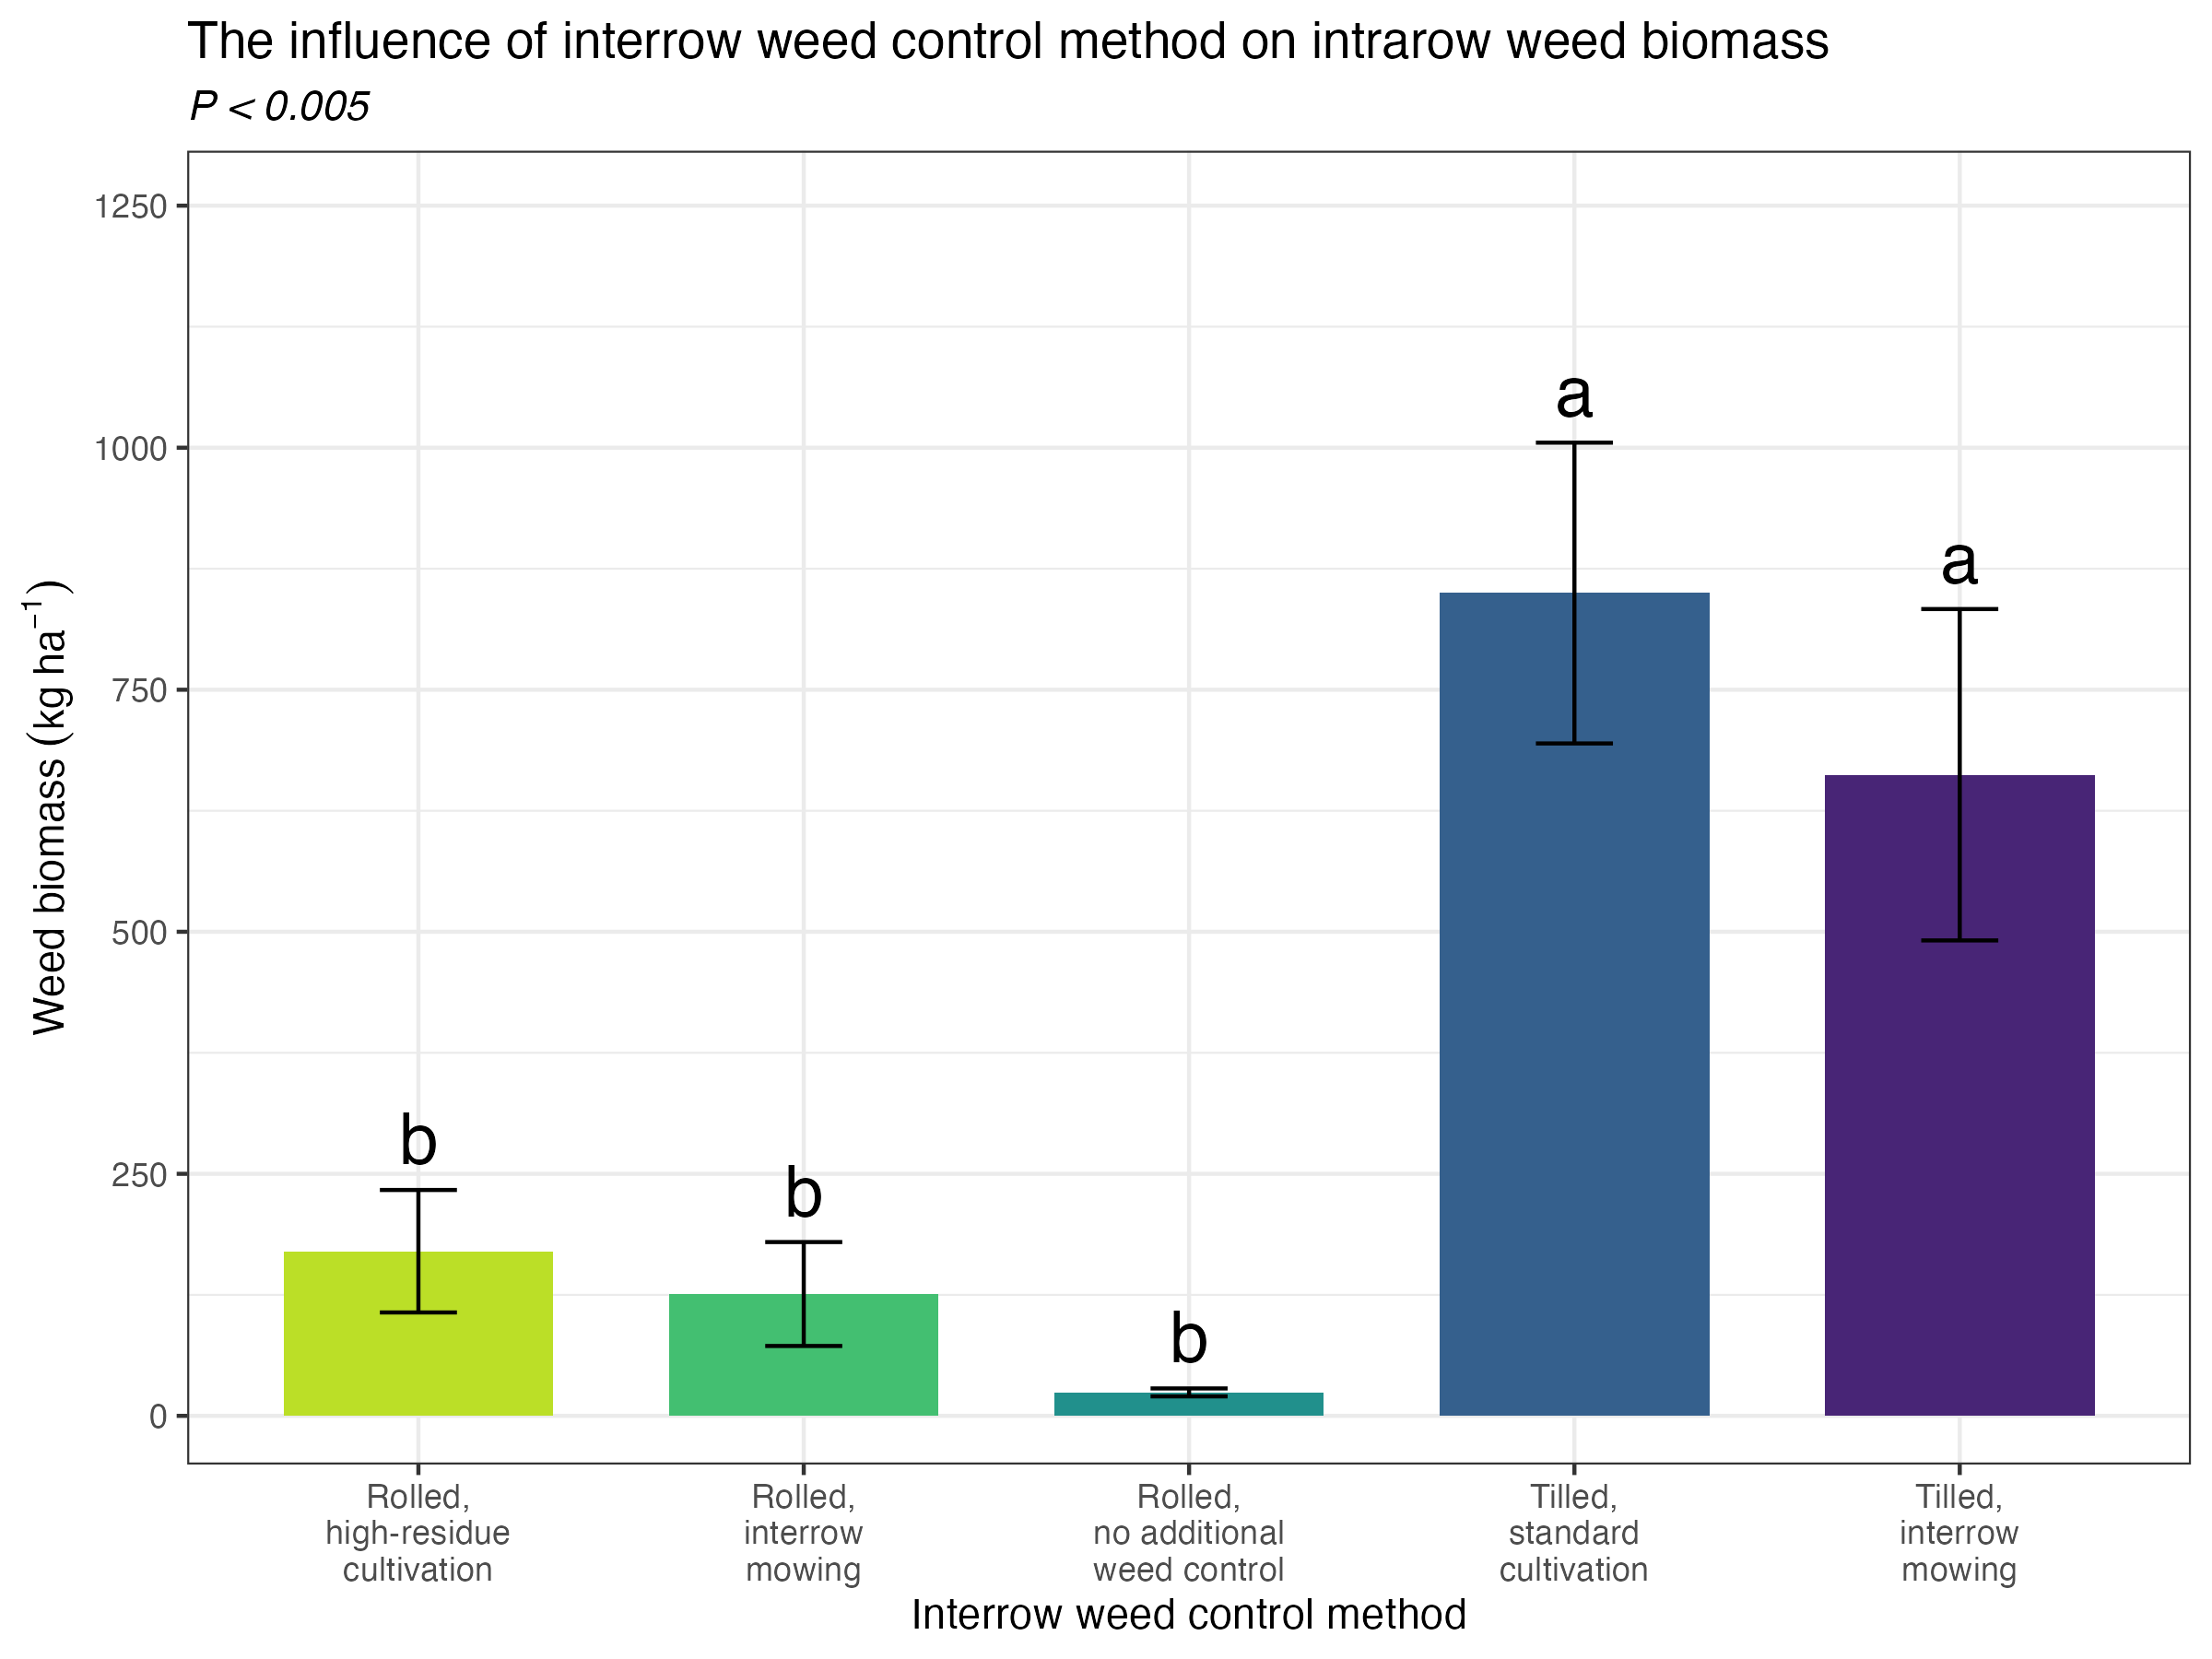 The influence of interrow weed control method on intrarow weed biomass
P < 0.005
Weed biomass (kg ha⁻¹)
1250
1000
750
500
250
0
a
a
b
b
b
Rolled,
high-residue
cultivation
Rolled,
interrow
mowing
Rolled,
no additional
weed control
Tilled,
standard
cultivation
Tilled,
interrow
mowing
Interrow weed control method